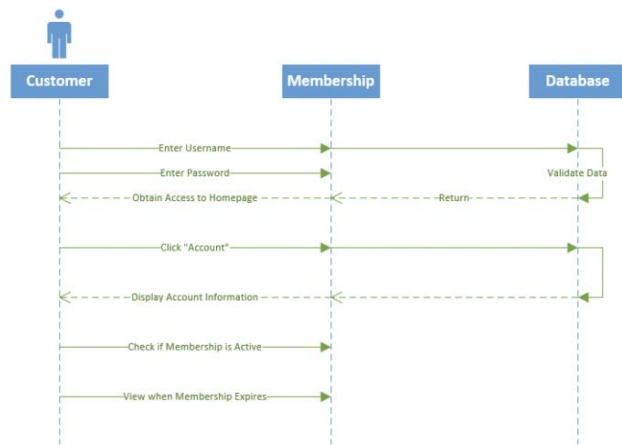 Customer
Membership
Database
Enter Username
Enter Password
Validate Data
Obtain Access to Homepage
Return
Click "Account"
Display Account Information
Check if Membership is Active
View when Membership Expires